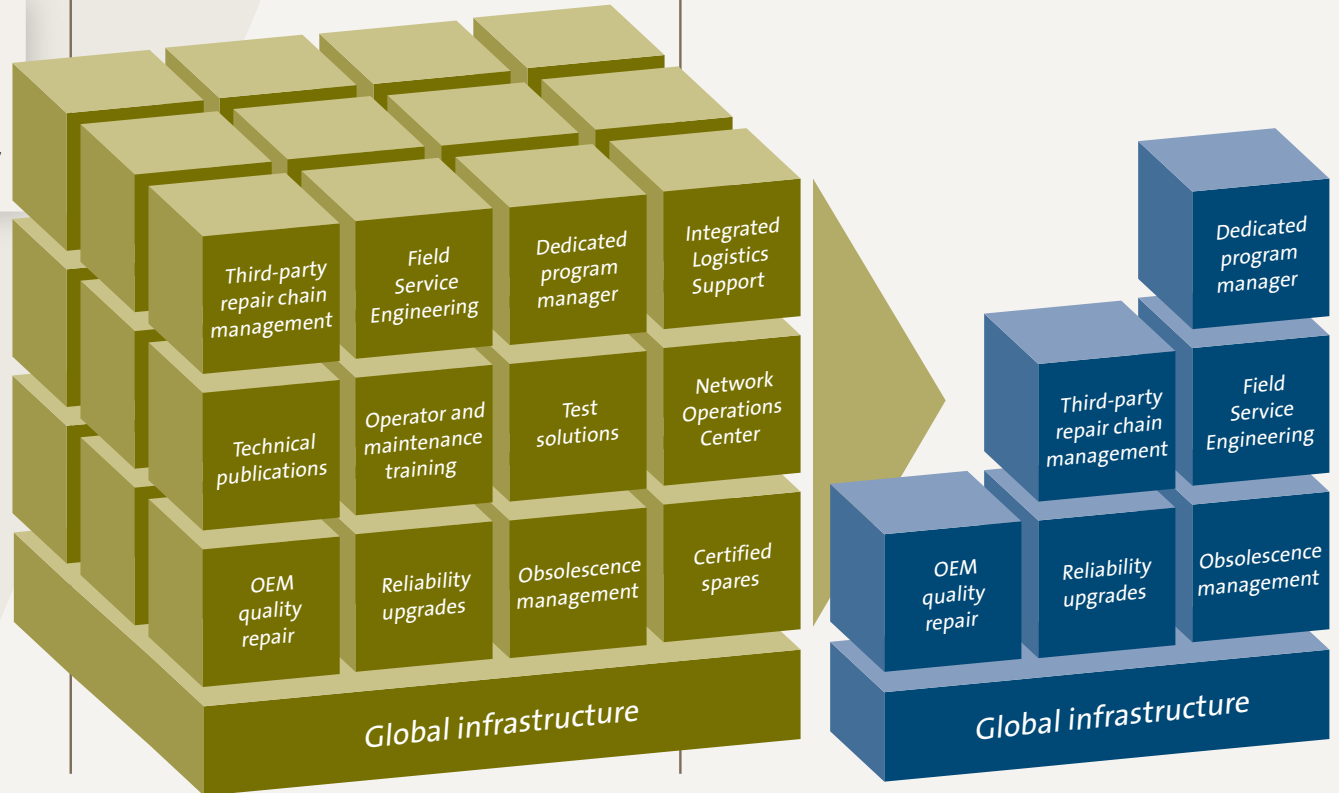 Third-party
repair chain
management
Field
Service
Engineering
Dedicated
program
manager
Integrated
Logistics
Support
Technical
publications
Operator and
maintenance
training
Test
solutions
Network
Operations
Center
OEM
quality
repair
Reliability
upgrades
Obsolescence
management
Certified
spares
Global infrastructure
Dedicated
program
manager
Third-party
repair chain
management
Field
Service
Engineering
OEM
quality
repair
Reliability
upgrades
Obsolescence
management
Global infrastructure